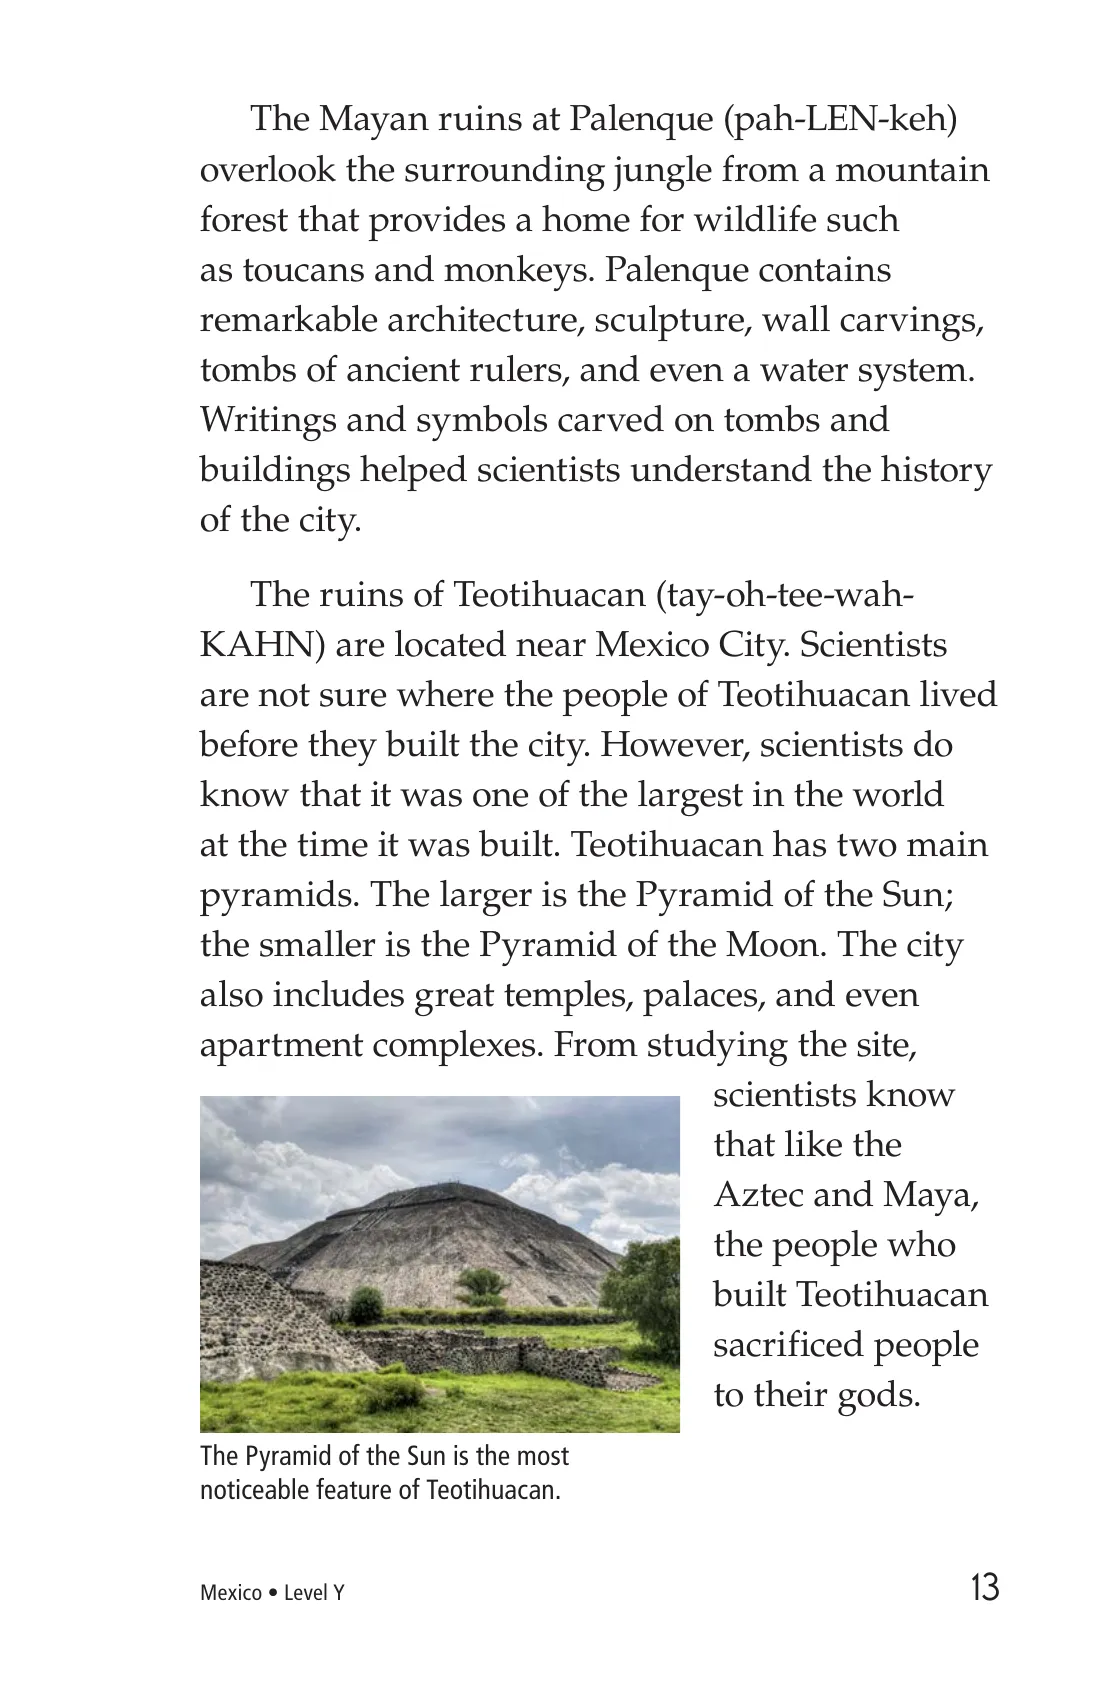 The Mayan ruins at Palenque (pah-LEN-keh)
overlook the surrounding jungle from a mountain
forest that provides a home for wildlife such
as toucans and monkeys. Palenque contains
remarkable architecture, sculpture, wall carvings,
tombs of ancient rulers, and even a water system.
Writings and symbols carved on tombs and
buildings helped scientists understand the history
of the city.
The ruins of Teotihuacan (tay-oh-tee-wah-
KAHN) are located near Mexico City. Scientists
are not sure where the people of Teotihuacan lived
before they built the city. However, scientists do
know that it was one of the largest in the world
at the time it was built. Teotihuacan has two main
pyramids. The larger is the Pyramid of the Sun;
the smaller is the Pyramid of the Moon. The city
also includes great temples, palaces, and even
apartment complexes. From studying the site,
scientists know
that like the
Aztec and Maya,
the people who
built Teotihuacan
sacrificed people
to their gods.
The Pyramid of the Sun is the most
noticeable feature of Teotihuacan.
Mexico • Level Y
13